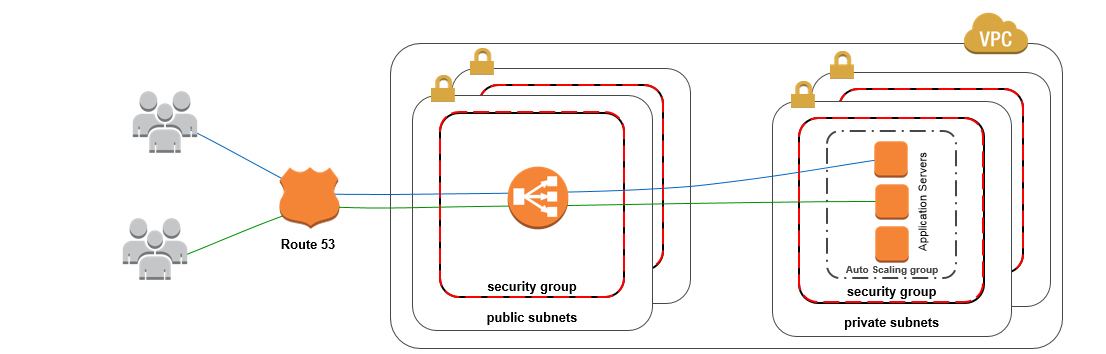 VPC
Route 53
security group
public subnets
Application Servers
Auto Scaling group
security group
private subnets